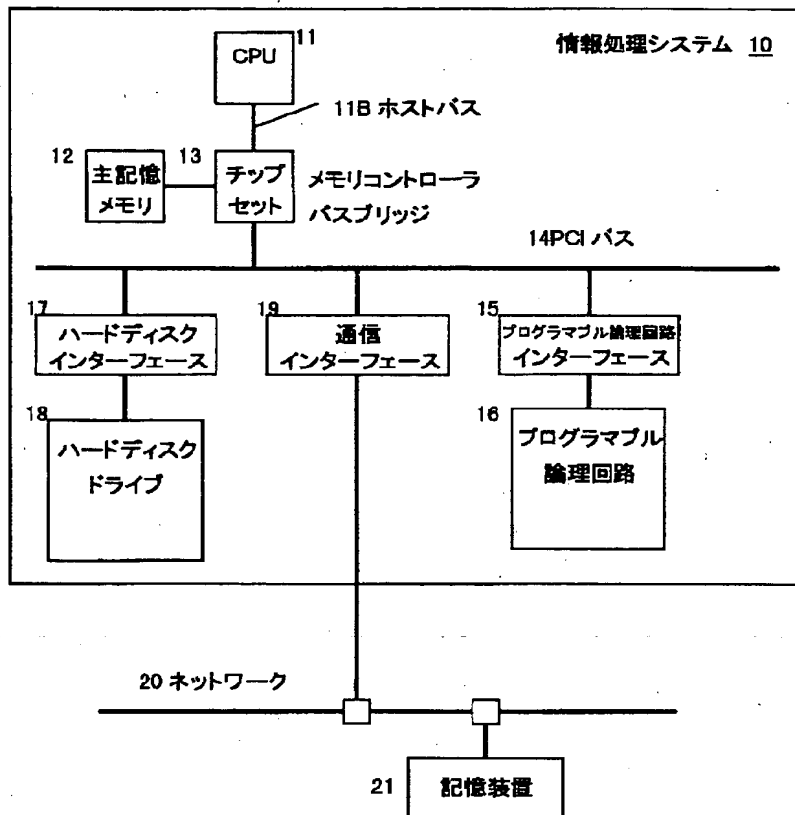 情報処理システム 10
11
CPU
11B ホストバス
12
主記憶
メモリ
13
チップ
セット
メモリコントローラ
バスブリッジ
14PCI バス
17
ハードディスク
インターフェース
19
通信
インターフェース
15
プログラマブル論理回路
インターフェース
18
ハードディスク
ドライブ
16
プログラマブル
論理回路
20 ネットワーク
21
記憶装置